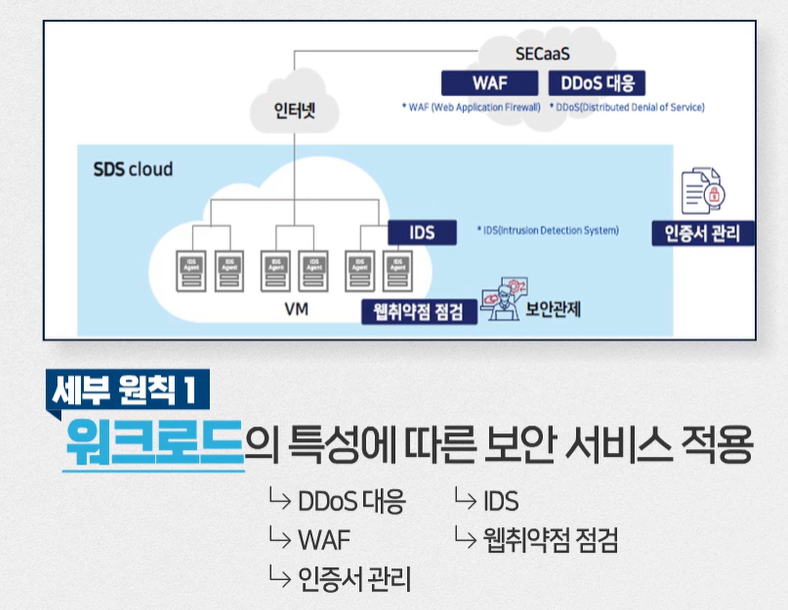 SECaaS
WAF
DDoS 대응
* WAF (Web Application Firewall)
* DDoS(Distributed Denial of Service)
인터넷
SDS cloud
IDS
* IDS(Intrusion Detection System)
인증서 관리
IDS Agent
IDS Agent
IDS Agent
IDS Agent
IDS Agent
IDS Agent
VM
웹취약점 점검
보안관제
세부 원칙 1
워크로드의 특성에 따른 보안 서비스 적용
↳ DDoS 대응
↳ IDS
↳ WAF
↳ 웹취약점 점검
↳ 인증서 관리